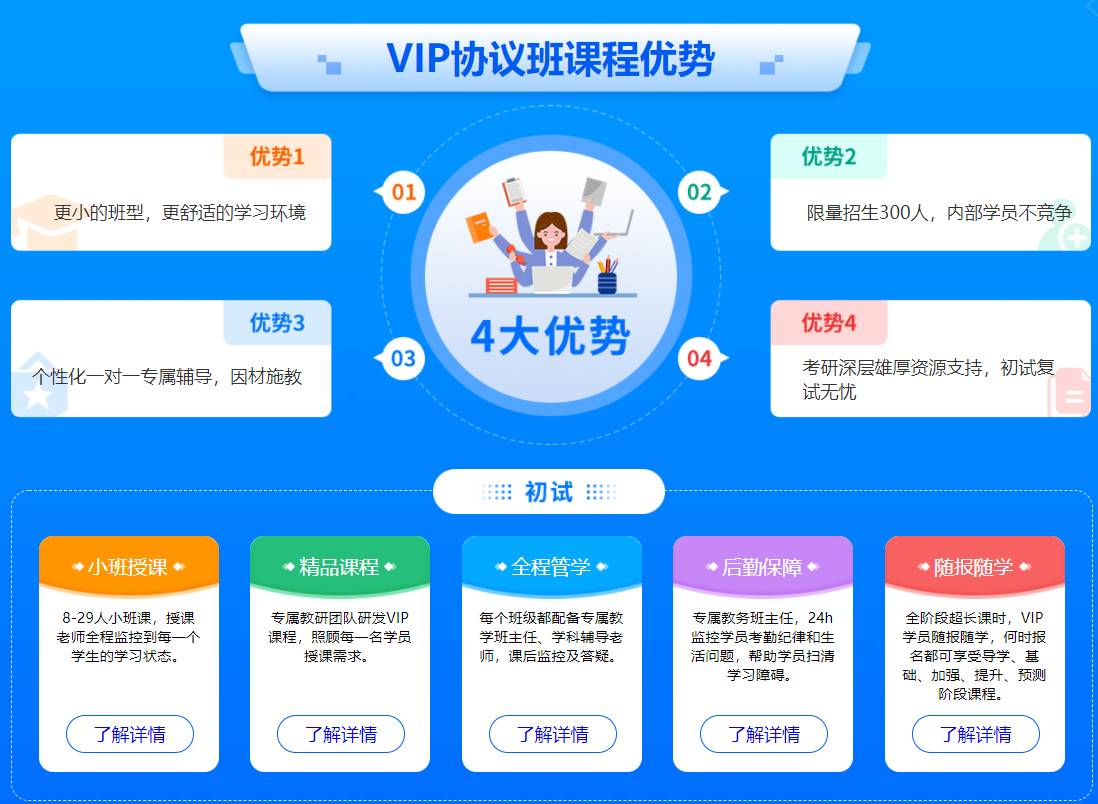 VIP协议班课程优势
优势1
更小的班型，更舒适的学习环境
01
02
优势2
限量招生300人，内部学员不竞争
4大优势
优势3
个性化一对一专属辅导，因材施教
03
04
优势4
考研深层雄厚资源支持，初试复
试无忧
初试
小班授课
8-29人小班课，授课
老师全程监控到每一个
学生的学习状态。
了解详情
精品课程
专属教研团队研发VIP
课程，照顾每一名学员
授课需求。
了解详情
全程管学
每个班级都配备专属教
学班主任、学科辅导老
师，课后监控及答疑。
了解详情
后勤保障
专属教务班主任，24h
监控学员考勤纪律和生
活问题，帮助学员扫清
学习障碍。
了解详情
随报随学
全阶段超长课时，VIP
学员随报随学，何时报
名都可享受导学、基
础、加强、提升、预测
阶段课程。
了解详情